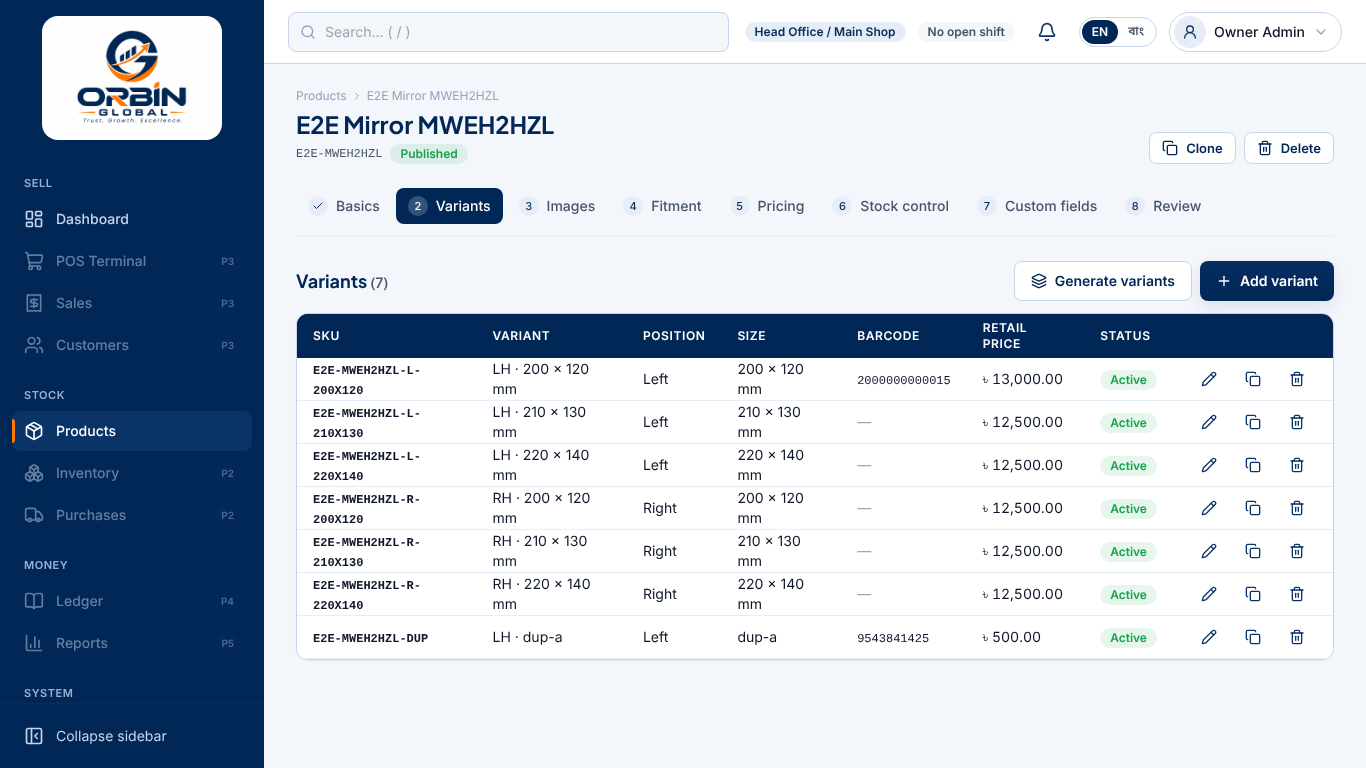 ORBIN
GLOBAL
Trust. Growth. Excellence.
SELL
Dashboard
POS Terminal P3
Sales P3
Customers P3
STOCK
Products
Inventory P2
Purchases P2
MONEY
Ledger P4
Reports P5
SYSTEM
Collapse sidebar
Search... ( / )
Head Office / Main Shop
No open shift
EN বাং
Owner Admin
Products > E2E Mirror MWEH2HZL
E2E Mirror MWEH2HZL
E2E-MWEH2HZL Published
Clone
Delete
Basics
2 Variants
3 Images
4 Fitment
5 Pricing
6 Stock control
7 Custom fields
8 Review
Variants (7)
Generate variants
+ Add variant
SKU VARIANT POSITION SIZE BARCODE RETAIL PRICE STATUS
E2E-MWEH2HZL-L-200X120 LH · 200 × 120 mm Left 200 × 120 mm 2000000000015 ৳ 13,000.00 Active
E2E-MWEH2HZL-L-210X130 LH · 210 × 130 mm Left 210 × 130 mm — ৳ 12,500.00 Active
E2E-MWEH2HZL-L-220X140 LH · 220 × 140 mm Left 220 × 140 mm — ৳ 12,500.00 Active
E2E-MWEH2HZL-R-200X120 RH · 200 × 120 mm Right 200 × 120 mm — ৳ 12,500.00 Active
E2E-MWEH2HZL-R-210X130 RH · 210 × 130 mm Right 210 × 130 mm — ৳ 12,500.00 Active
E2E-MWEH2HZL-R-220X140 RH · 220 × 140 mm Right 220 × 140 mm — ৳ 12,500.00 Active
E2E-MWEH2HZL-DUP LH · dup-a Left dup-a 9543841425 ৳ 500.00 Active